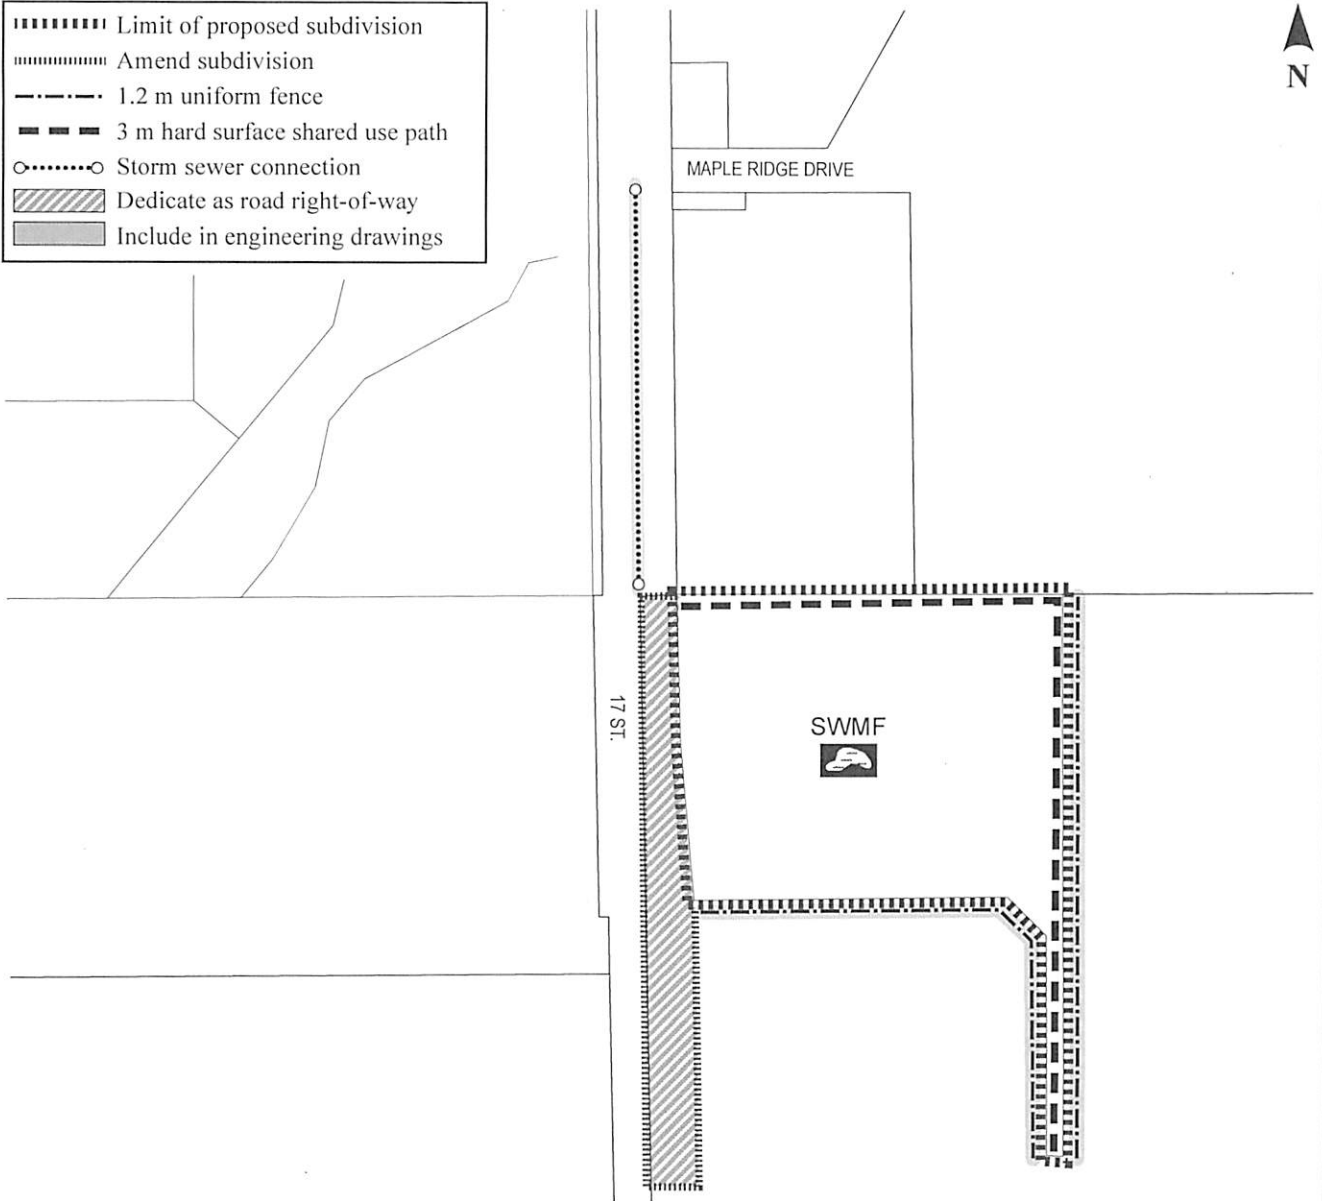 Limit of proposed subdivision
Amend subdivision
1.2 m uniform fence
3 m hard surface shared use path
Storm sewer connection
Dedicate as road right-of-way
Include in engineering drawings
N
MAPLE RIDGE DRIVE
17 ST.
SWMF